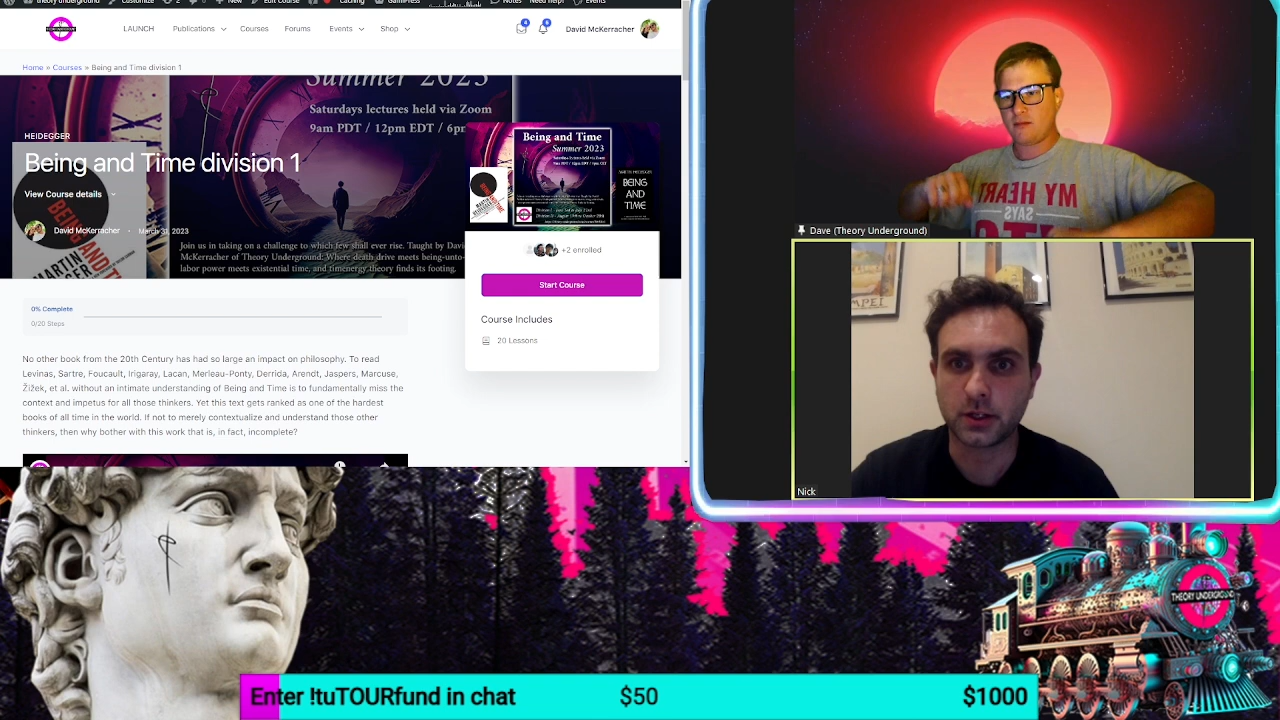 theory underground
Customize
New
Edit Course
Caching
GamiPress
Divisions
LAUNCH
Publications
Courses
Forums
Events
Shop
4
6
David McKerracher
Home » Courses » Being and Time division 1
Summer 2023
Saturdays lectures held via Zoom
9am PDT / 12pm EDT / 6pm
HEIDEGGER
Being and Time division 1
View Course details
David McKerracher
March 31, 2023
MARTIN
Join us in taking on a challenge to which few shall ever rise. Taught by David
McKerracher of Theory Underground: Where death drive meets being-unto-
labor power meets existential time, and timenergy theory finds its footing.
Being and Time
Summer 2023
BEING
AND
TIME
+2 enrolled
Start Course
Course Includes
20 Lessons
0% Complete
0/20 Steps
No other book from the 20th Century has had so large an impact on philosophy. To read
Levinas, Sartre, Foucault, Irigaray, Lacan, Merleau-Ponty, Derrida, Arendt, Jaspers, Marcuse,
Žižek, et al. without an intimate understanding of Being and Time is to fundamentally miss the
context and impetus for all those thinkers. Yet this text gets ranked as one of the hardest
books of all time in the world. If not to merely contextualize and understand those other
thinkers, then why bother with this work that is, in fact, incomplete?
MY HEART
SAYS
Dave (Theory Underground)
Nick
THEORY UNDERGROUND
Enter !tuTOURfund in chat
$50
$1000